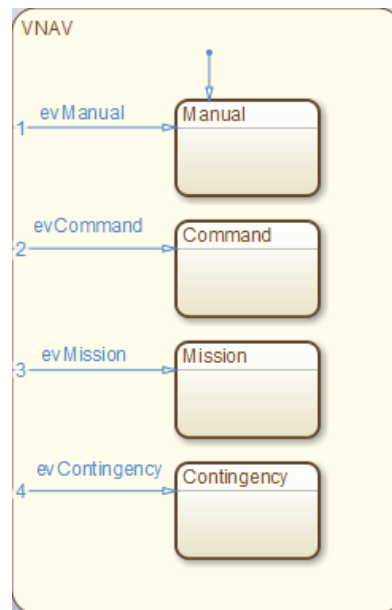 VNAV
evManual
Manual
1
evCommand
Command
2
evMission
Mission
3
evContingency
Contingency
4